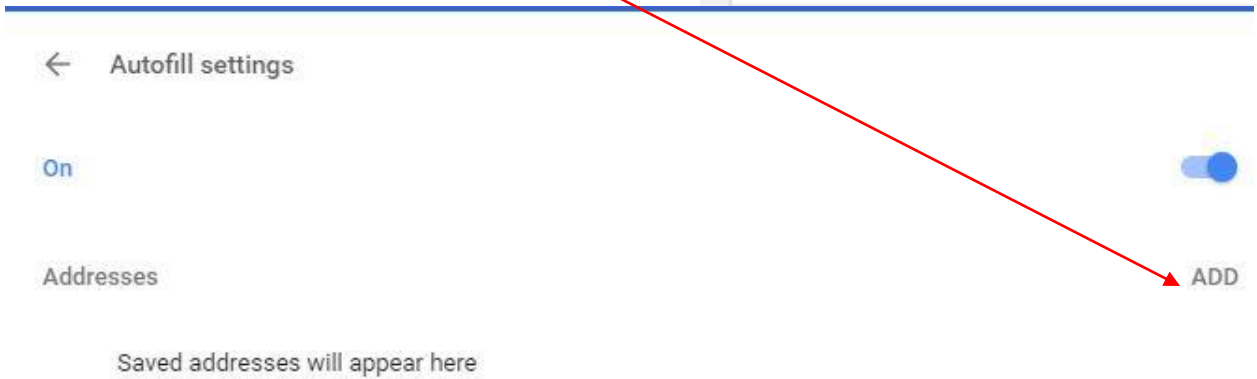 Autofill settings
On
Addresses ADD
Saved addresses will appear here